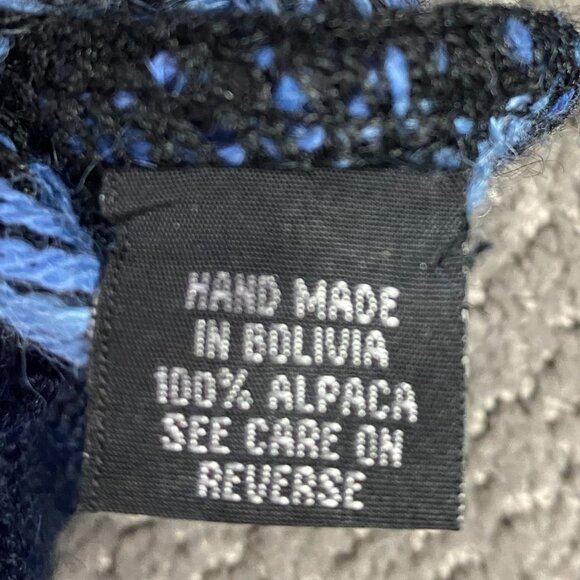 HAND MADE
IN BOLIVIA
100% ALPACA
SEE CARE ON
REVERSE